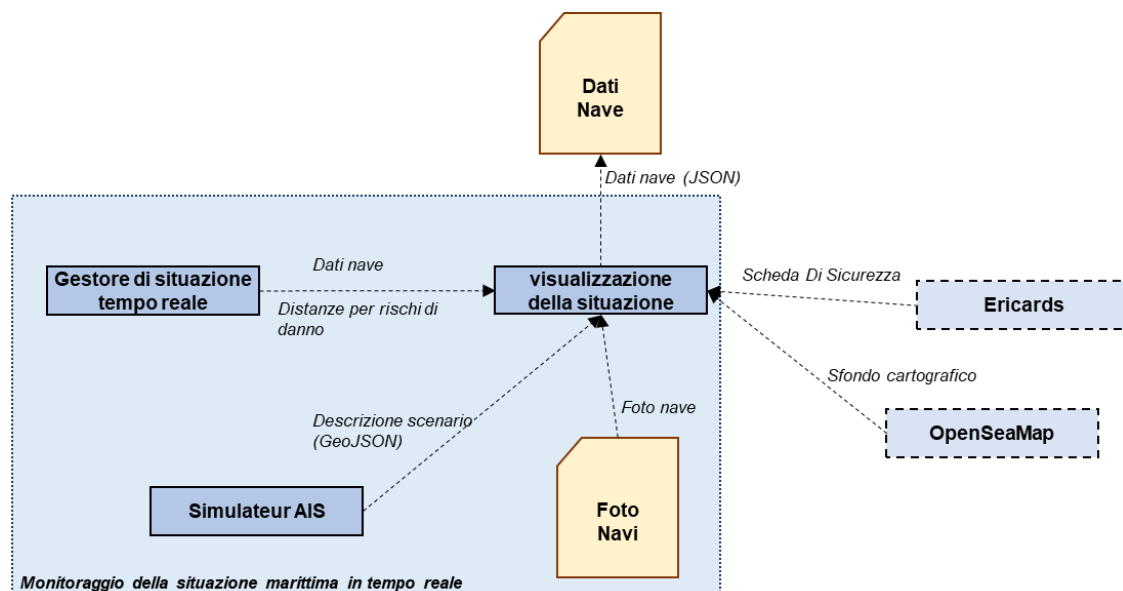 Dati
Nave
Dati nave (JSON)
Gestore di situazione
tempo reale
Dati nave
Distanze per rischi di
danno
visualizzazione
della situazione
Scheda Di Sicurezza
Ericards
Sfondo cartografico
OpenSeaMap
Descrizione scenario
(GeoJSON)
Foto nave
Simulateur AIS
Foto
Navi
Monitoraggio della situazione marittima in tempo reale